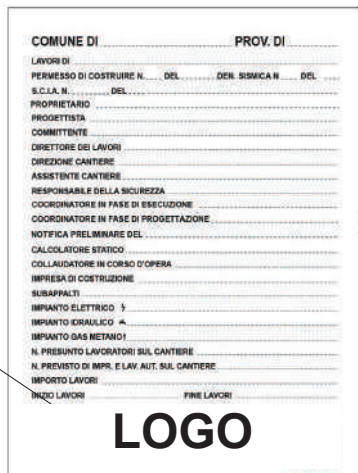 COMUNE DI PROV. DI
LAVORI DI
PERMESSO DI COSTRUIRE N. DEL DEN. SISMICA N DEL
S.C.I.A. N. DEL
PROPRIETARIO
PROGETTISTA
COMMITTENTE
DIRETTORE DEI LAVORI
DIREZIONE CANTIERE
ASSISTENTE CANTIERE
RESPONSABILE DELLA SICUREZZA
COORDINATORE IN FASE DI ESECUZIONE
COORDINATORE IN FASE DI PROGETTAZIONE
NOTIFICA PRELIMINARE DEL
CALCOLATORE STATICO
COLLAUDATORE IN CORSO D'OPERA
IMPRESA DI COSTRUZIONE
SUBAPPALTI
IMPIANTO ELETTRICO
IMPIANTO IDRAULICO
IMPIANTO GAS METANO
N. PRESUNTO LAVORATORI SUL CANTIERE
N. PREVISTO DI IMPR. E LAV. AUT. SUL CANTIERE
IMPORTO LAVORI
INIZIO LAVORI FINE LAVORI
LOGO